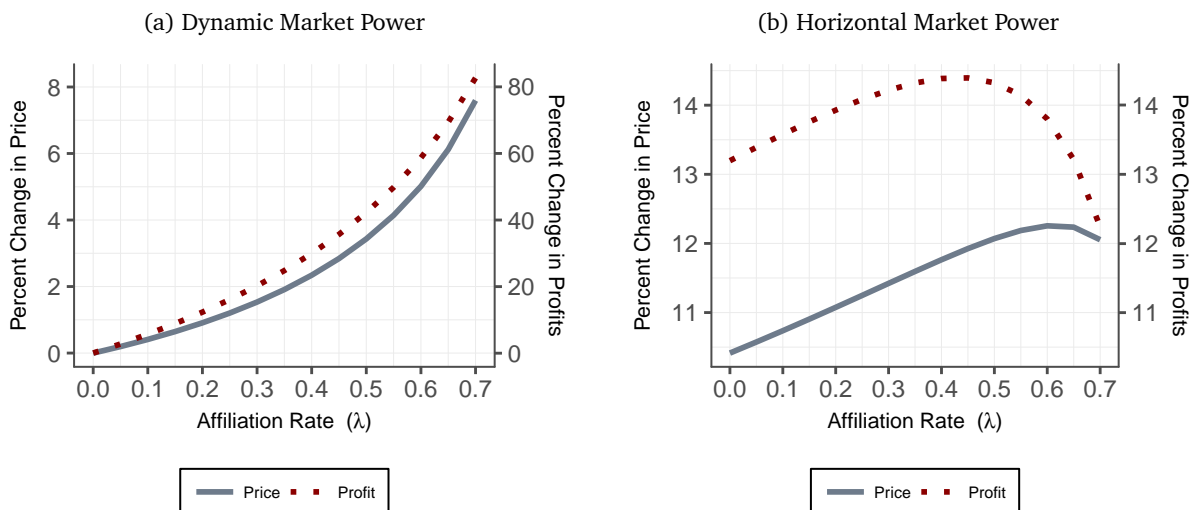 (a) Dynamic Market Power
8
6
4
2
0
Percent Change in Price
80
60
40
20
0
Percent Change in Profits
0.0 0.1 0.2 0.3 0.4 0.5 0.6 0.7
Affiliation Rate (λ)
Price Profit
(b) Horizontal Market Power
14
13
12
11
Percent Change in Price
14
13
12
11
Percent Change in Profits
0.0 0.1 0.2 0.3 0.4 0.5 0.6 0.7
Affiliation Rate (λ)
Price Profit